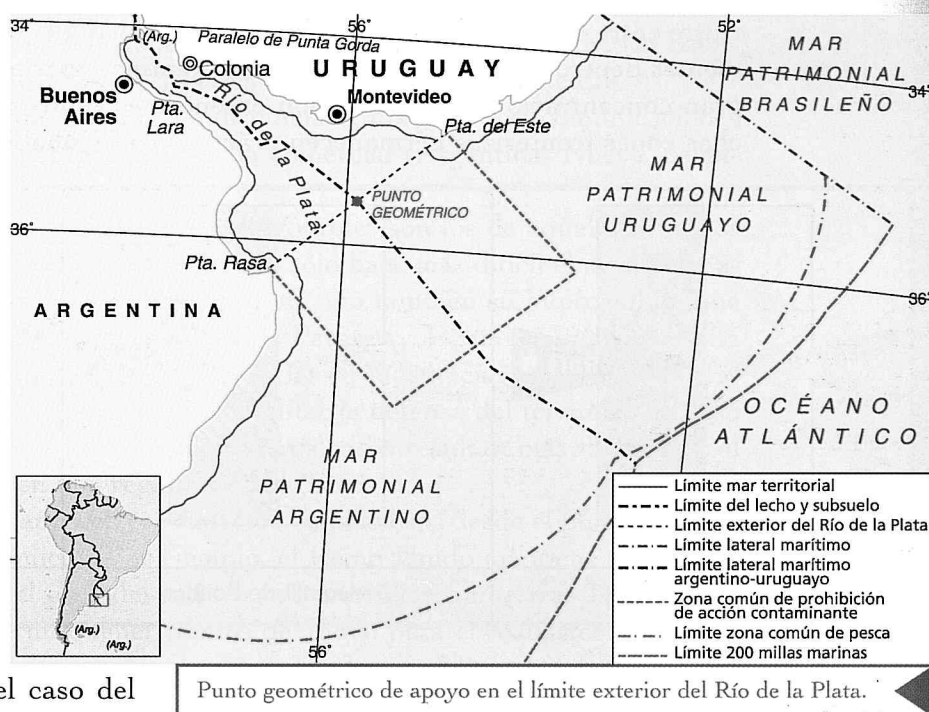 34°
56°
52°
(Arg.)
Paralelo de Punta Gorda
Colonia
URUGUAY
MAR
PATRIMONIAL
BRASILEÑO
34°
Buenos
Aires
Montevideo
Pta.
Lara
Río de la Plata
Pta. del Este
MAR
PATRIMONIAL
URUGUAYO
PUNTO
GEOMÉTRICO
36°
Pta. Rasa
36°
ARGENTINA
OCÉANO
ATLÁNTICO
MAR
PATRIMONIAL
ARGENTINO
Límite mar territorial
Límite del lecho y subsuelo
Límite exterior del Río de la Plata
Límite lateral marítimo
Límite lateral marítimo
argentino-uruguayo
Zona común de prohibición
de acción contaminante
Límite zona común de pesca
Límite 200 millas marinas
(Arg.)
(Arg.)
56°
el caso del
Punto geométrico de apoyo en el límite exterior del Río de la Plata.